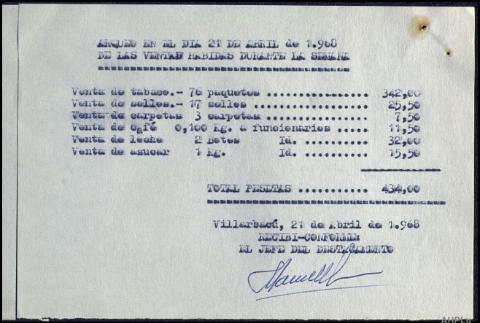 ARQUEO EN EL DIA 21 DE ABRIL de 1.968
DE LAS VENTAS HABIDAS DURANTE LA SEMANA
Venta de tabaco.- 76 paquetes ............ 342,00
Venta de sellos.- 17 sellos ............ 25,50
Venta de carpetas 3 carpetas ............ 7,50
Venta de café 0,100 Kg. a funcionarios ..... 11,50
Venta de leche 2 botes Id. ..... 32,00
Venta de azucar 1 Kg. Id. ..... 15,50
TOTAL PESETAS ............ 434,00
21 de Abril de 1.968
RECIBI-CONFORME:
EL JEFE DEL DESTACAMENTO